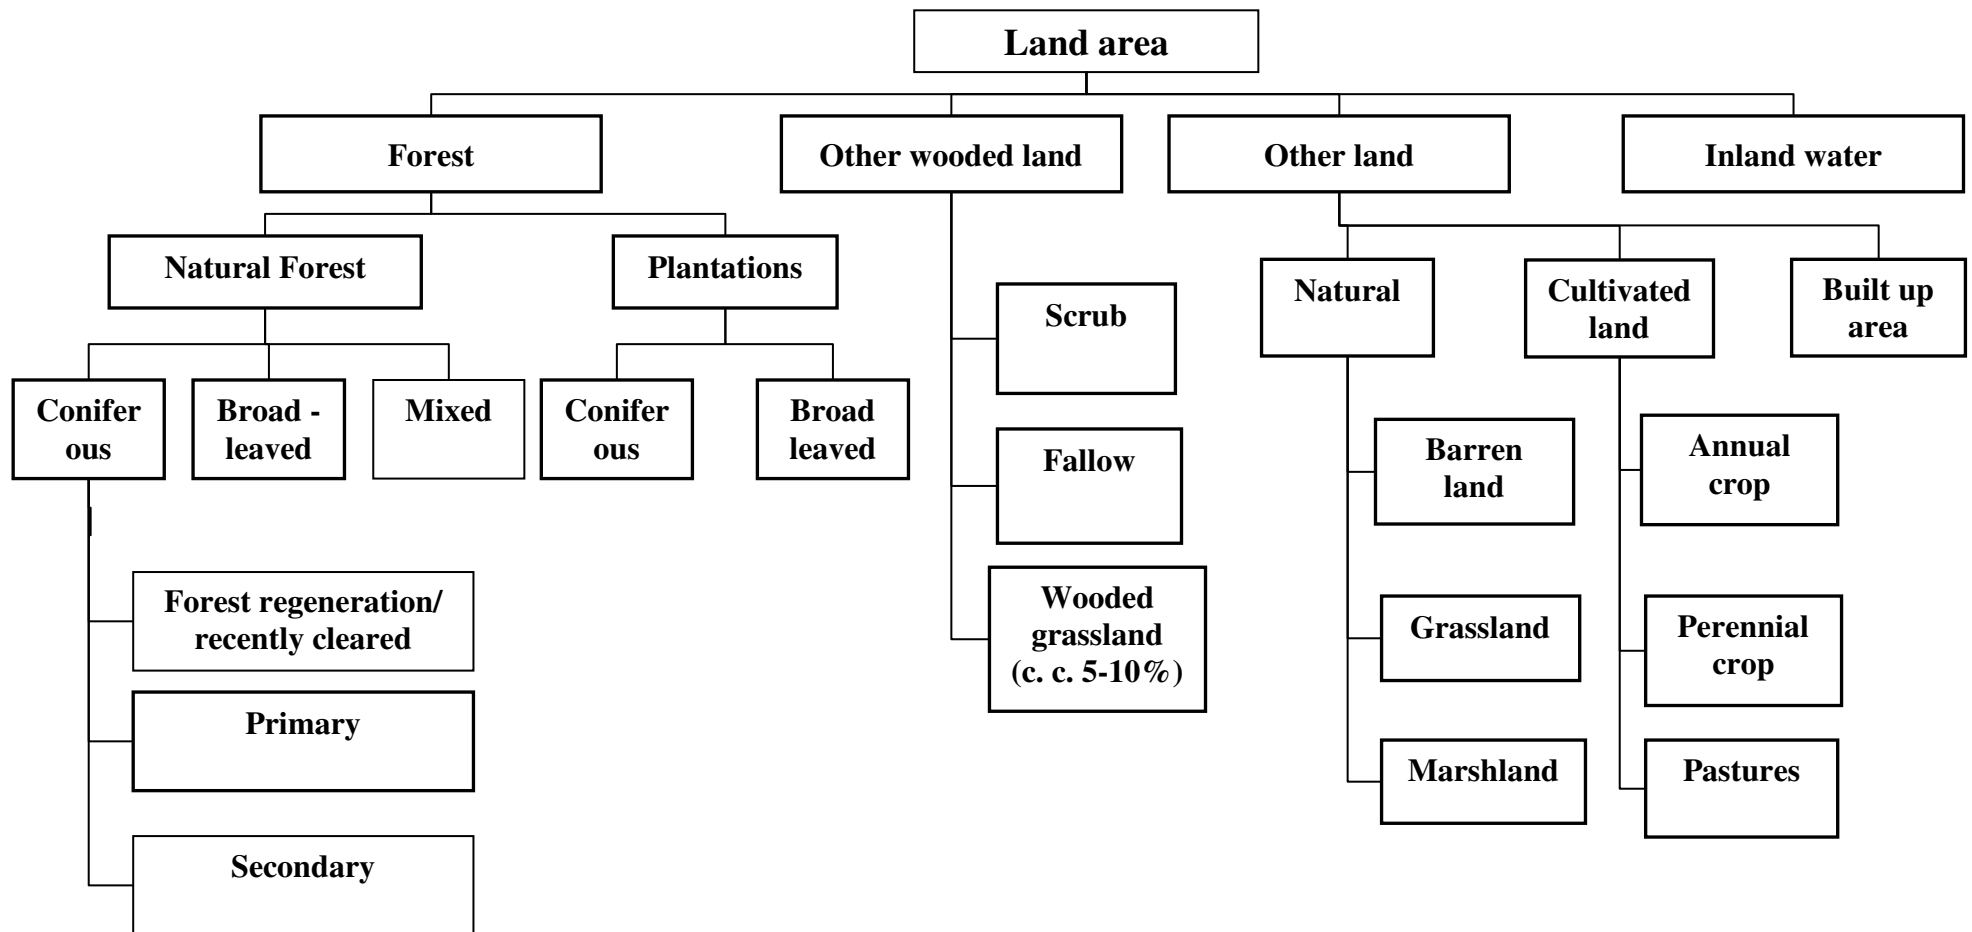 Land area
Forest
Other wooded land
Other land
Inland water
Natural Forest
Plantations
Natural
Cultivated
land
Built up
area
Scrub
Conifer
ous
Broad -
leaved
Mixed
Conifer
ous
Broad
leaved
Fallow
Barren
land
Annual
crop
Forest regeneration/
recently cleared
Wooded
grassland
(c. c. 5-10%)
Grassland
Perennial
crop
Primary
Marshland
Pastures
Secondary